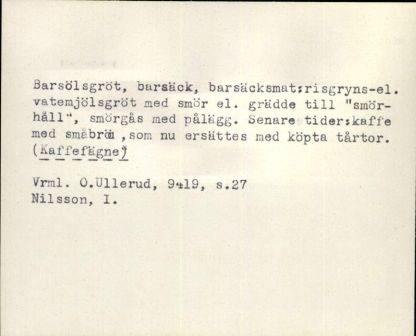 Barsölsgröt, barsäck, barsäcksmat:risgryns-el.
vatemjölsgröt med smör el. grädde till "smör-
håll", smörgås med pålägg. Senare tider:kaffe
med småbröd ,som nu ersättes med köpta tårtor.
(Kaffefägne)
Vrml. O.Ullerud, 9419, s.27
Nilsson, I.